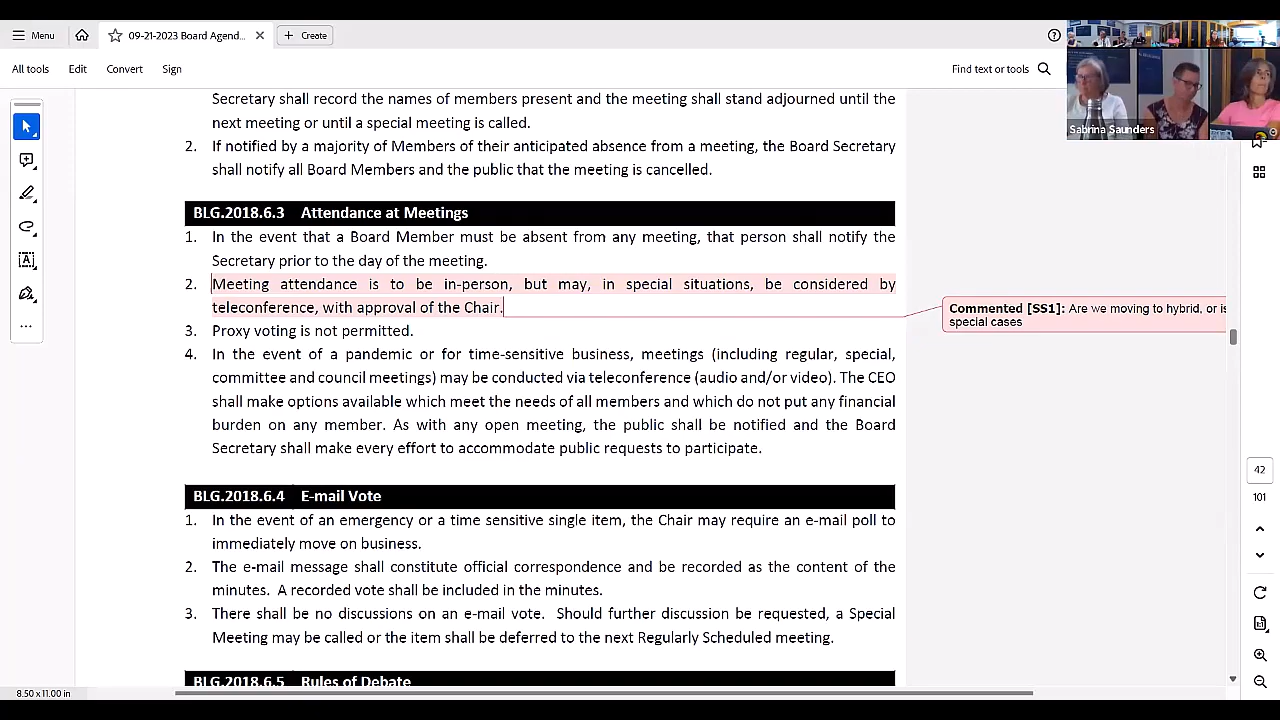 Menu
09-21-2023 Board Agend...
Create
All tools
Edit
Convert
Sign
Find text or tools
Sabrina Saunders
Secretary shall record the names of members present and the meeting shall stand adjourned until the
next meeting or until a special meeting is called.
2. If notified by a majority of Members of their anticipated absence from a meeting, the Board Secretary
shall notify all Board Members and the public that the meeting is cancelled.
BLG.2018.6.3 Attendance at Meetings
1. In the event that a Board Member must be absent from any meeting, that person shall notify the
Secretary prior to the day of the meeting.
2. Meeting attendance is to be in-person, but may, in special situations, be considered by
teleconference, with approval of the Chair.
Commented [SS1]: Are we moving to hybrid, or is
special cases
3. Proxy voting is not permitted.
4. In the event of a pandemic or for time-sensitive business, meetings (including regular, special,
committee and council meetings) may be conducted via teleconference (audio and/or video). The CEO
shall make options available which meet the needs of all members and which do not put any financial
burden on any member. As with any open meeting, the public shall be notified and the Board
Secretary shall make every effort to accommodate public requests to participate.
BLG.2018.6.4 E-mail Vote
1. In the event of an emergency or a time sensitive single item, the Chair may require an e-mail poll to
immediately move on business.
2. The e-mail message shall constitute official correspondence and be recorded as the content of the
minutes. A recorded vote shall be included in the minutes.
3. There shall be no discussions on an e-mail vote. Should further discussion be requested, a Special
Meeting may be called or the item shall be deferred to the next Regularly Scheduled meeting.
BLG.2018.6.5 Rules of Debate
42
101
8.50 x 11.00 in